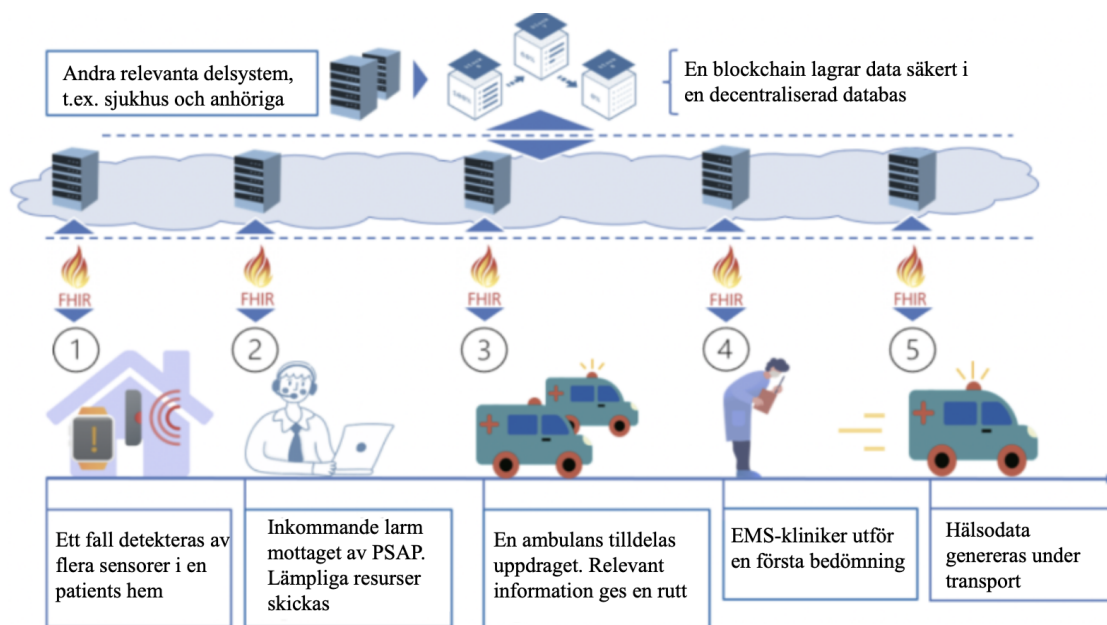 Andra relevanta delsystem,
t.ex. sjukhus och anhöriga
En blockchain lagrar data säkert i
en decentraliserad databas
FHIR
FHIR
FHIR
FHIR
FHIR
1
2
3
4
5
Ett fall detekteras av
flera sensorer i en
patients hem
Inkommande larm
mottaget av PSAP.
Lämpliga resurser
skickas
En ambulans tilldelas
uppdraget. Relevant
information ges en rutt
EMS-kliniker utför
en första bedömning
Hälsodata
genereras under
transport